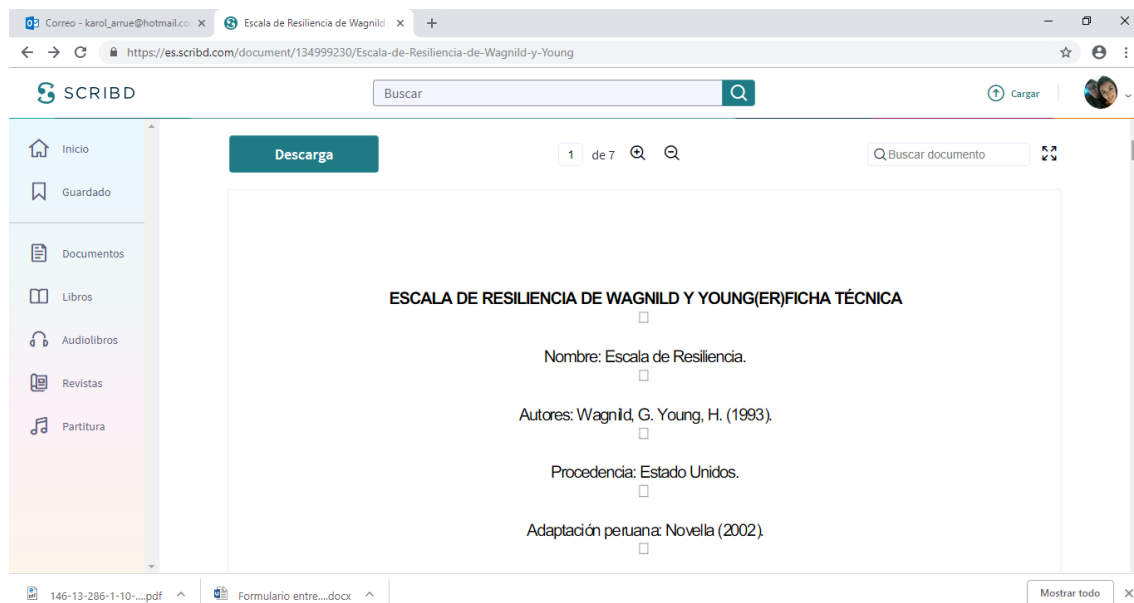 Correo - karol_arrue@hotmail.co
Escala de Resiliencia de Wagnild
https://es.scribd.com/document/134999230/Escala-de-Resiliencia-de-Wagnild-y-Young
SCRIBD
Buscar
Cargar
Inicio
Guardado
Documentos
Libros
Audiolibros
Revistas
Partitura
Descarga
1 de 7
Buscar documento
ESCALA DE RESILIENCIA DE WAGNILD Y YOUNG(ER)FICHA TÉCNICA
Nombre: Escala de Resiliencia.
Autores: Wagnild, G. Young, H. (1993).
Procedencia: Estado Unidos.
Adaptación peruana: Novella (2002).
146-13-286-1-10-....pdf
Formulario entre....docx
Mostrar todo